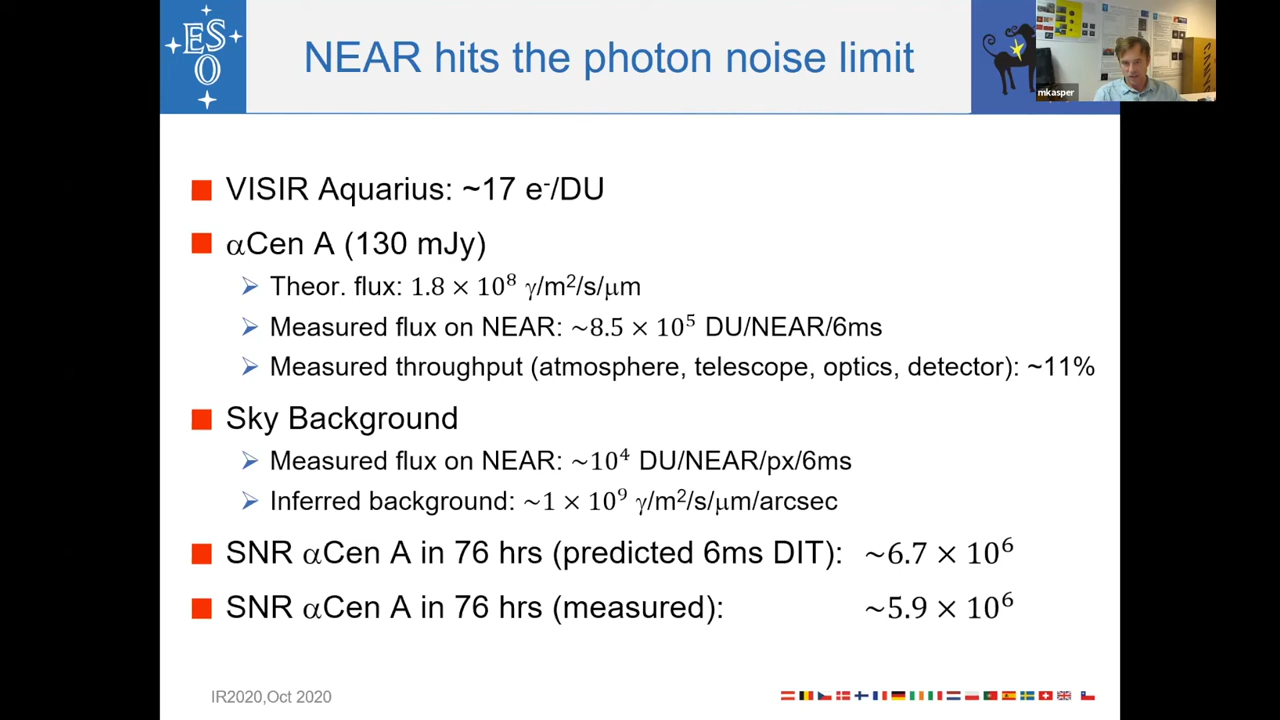 ES
O
NEAR hits the photon noise limit
mkasper
VISIR Aquarius: ~17 e⁻/DU
αCen A (130 mJy)
Theor. flux: 1.8 × 10⁸ γ/m²/s/μm
Measured flux on NEAR: ~8.5 × 10⁵ DU/NEAR/6ms
Measured throughput (atmosphere, telescope, optics, detector): ~11%
Sky Background
Measured flux on NEAR: ~10⁴ DU/NEAR/px/6ms
Inferred background: ~1 × 10⁹ γ/m²/s/μm/arcsec
SNR αCen A in 76 hrs (predicted 6ms DIT): ~6.7 × 10⁶
SNR αCen A in 76 hrs (measured): ~5.9 × 10⁶
IR2020,Oct 2020